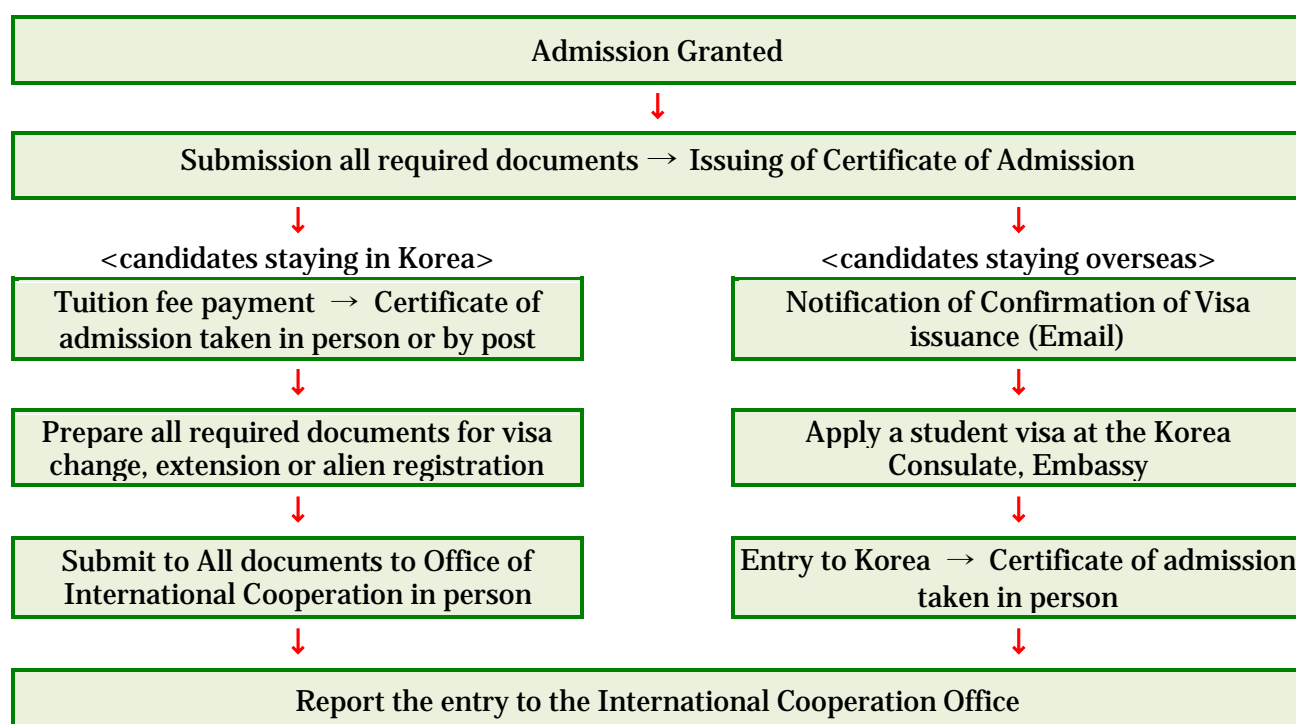 Admission Granted
↓
Submission all required documents → Issuing of Certificate of Admission
↓ ↓
<candidates staying in Korea>
Tuition fee payment → Certificate of
admission taken in person or by post
↓
Prepare all required documents for visa
change, extension or alien registration
↓
Submit to All documents to Office of
International Cooperation in person
↓
<candidates staying overseas>
Notification of Confirmation of Visa
issuance (Email)
↓
Apply a student visa at the Korea
Consulate, Embassy
↓
Entry to Korea → Certificate of admission
taken in person
↓
Report the entry to the International Cooperation Office